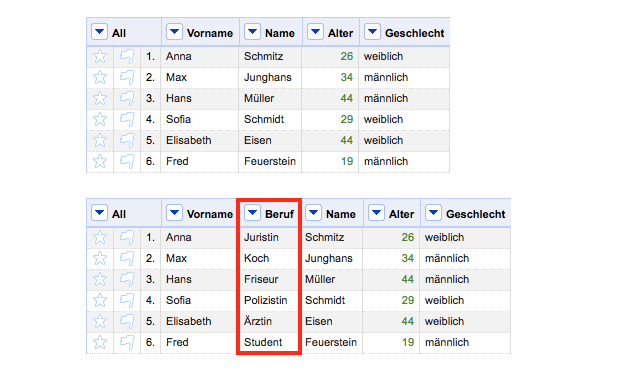 All Vorname Name Alter Geschlecht
1. Anna Schmitz 26 weiblich
2. Max Junghans 34 männlich
3. Hans Müller 44 männlich
4. Sofia Schmidt 29 weiblich
5. Elisabeth Eisen 44 weiblich
6. Fred Feuerstein 19 männlich
All Vorname Beruf Name Alter Geschlecht
1. Anna Juristin Schmitz 26 weiblich
2. Max Koch Junghans 34 männlich
3. Hans Friseur Müller 44 männlich
4. Sofia Polizistin Schmidt 29 weiblich
5. Elisabeth Ärztin Eisen 44 weiblich
6. Fred Student Feuerstein 19 männlich